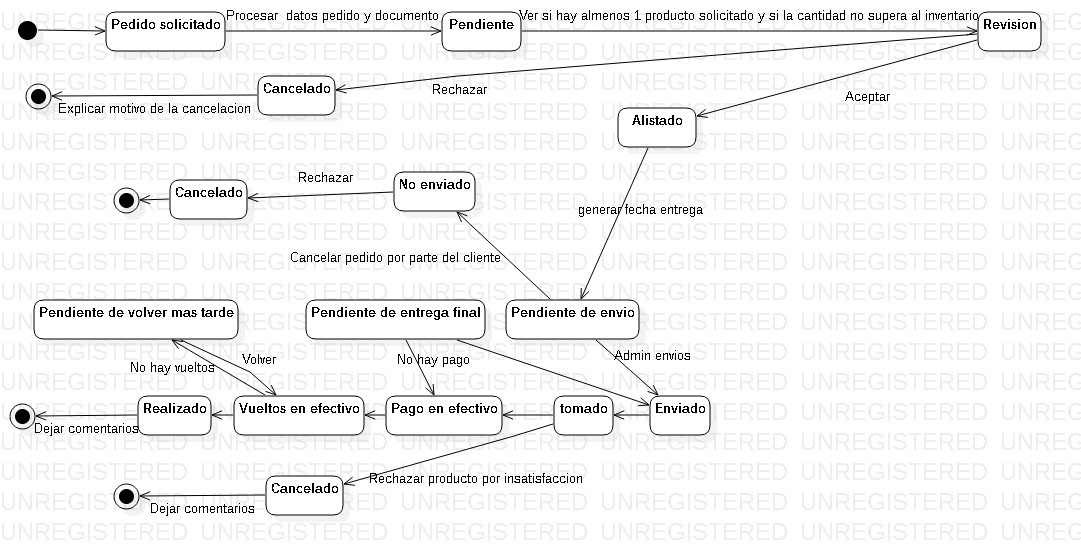 Pedido solicitado
Procesar datos pedido y documento
Pendiente
Ver si hay almenos 1 producto solicitado y si la cantidad no supera al inventario
Revision
Cancelado
Rechazar
Explicar motivo de la cancelacion
Aceptar
Alistado
Cancelado
Rechazar
No enviado
generar fecha entrega
Cancelar pedido por parte del cliente
Pendiente de volver mas tarde
Pendiente de entrega final
Pendiente de envio
No hay vueltos
Volver
No hay pago
Admin envios
Realizado
Vueltos en efectivo
Pago en efectivo
tomado
Enviado
Dejar comentarios
Cancelado
Rechazar producto por insatisfaccion
Dejar comentarios
UNREGISTERED